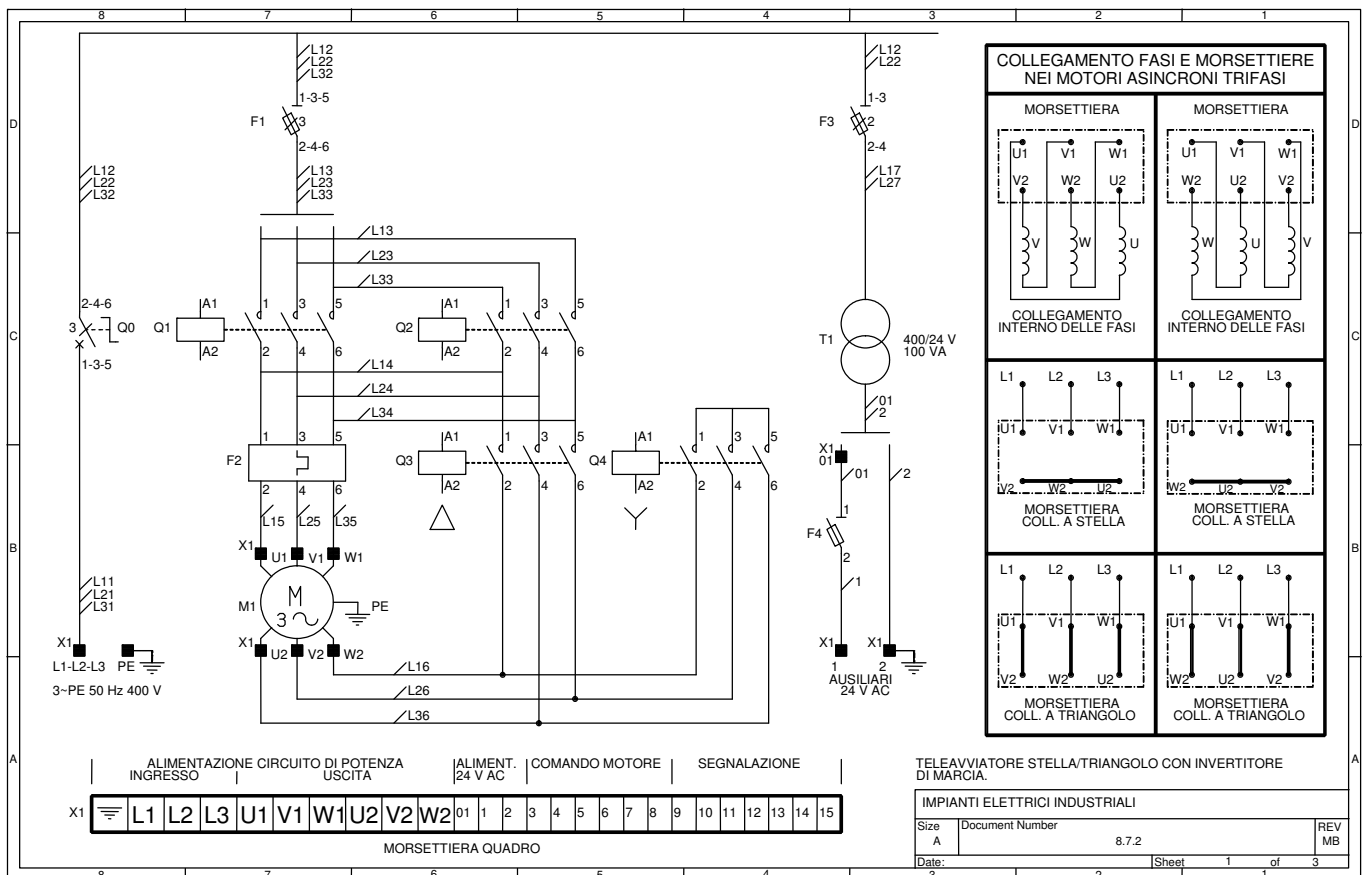 8 7 6 5 4 3 2 1
D
C
B
A
L12
L22
L32
2-4-6
3
Q0
1-3-5
L11
L21
L31
X1
L1-L2-L3 PE
3~PE 50 Hz 400 V
L12
L22
L32
1-3-5
F1
3
2-4-6
L13
L23
L33
L13
L23
L33
Q1 A1 A2
1 3 5
2 4 6
Q2 A1 A2
1 3 5
2 4 6
L14
L24
L34
F2
1 3 5
2 4 6
L15 L25 L35
Q3 A1 A2
1 3 5
2 4 6
Q4 A1 A2
1 3 5
2 4 6
X1 U1 V1 W1
M1
M
3
PE
X1 U2 V2 W2
L16
L26
L36
L12
L22
1-3
F3
2
2-4
L17
L27
T1
400/24 V
100 VA
01
2
X1
01
01
2
1
F4
2
1
X1 X1
1 2
AUSILIARI
24 V AC
COLLEGAMENTO FASI E MORSETTIERE
NEI MOTORI ASINCRONI TRIFASI
MORSETTIERA
U1 V1 W1
V2 W2 U2
V W U
COLLEGAMENTO
INTERNO DELLE FASI
MORSETTIERA
U1 V1 W1
W2 U2 V2
W U V
COLLEGAMENTO
INTERNO DELLE FASI
L1 L2 L3
U1 V1 W1
V2 W2 U2
MORSETTIERA
COLL. A STELLA
L1 L2 L3
U1 V1 W1
W2 U2 V2
MORSETTIERA
COLL. A STELLA
L1 L2 L3
U1 V1 W1
V2 W2 U2
MORSETTIERA
COLL. A TRIANGOLO
L1 L2 L3
U1 V1 W1
W2 U2 V2
MORSETTIERA
COLL. A TRIANGOLO
ALIMENTAZIONE CIRCUITO DI POTENZA
INGRESSO USCITA
ALIMENT.
24 V AC
COMANDO MOTORE
SEGNALAZIONE
X1 L1 L2 L3 U1 V1 W1 U2 V2 W2 01 1 2 3 4 5 6 7 8 9 10 11 12 13 14 15
MORSETTIERA QUADRO
TELEAVVIATORE STELLA/TRIANGOLO CON INVERTITORE
DI MARCIA.
IMPIANTI ELETTRICI INDUSTRIALI
Size Document Number REV
A 8.7.2 MB
Date: Sheet 1 of 3
8 7 6 5 4 3 2 1
D
C
B
A